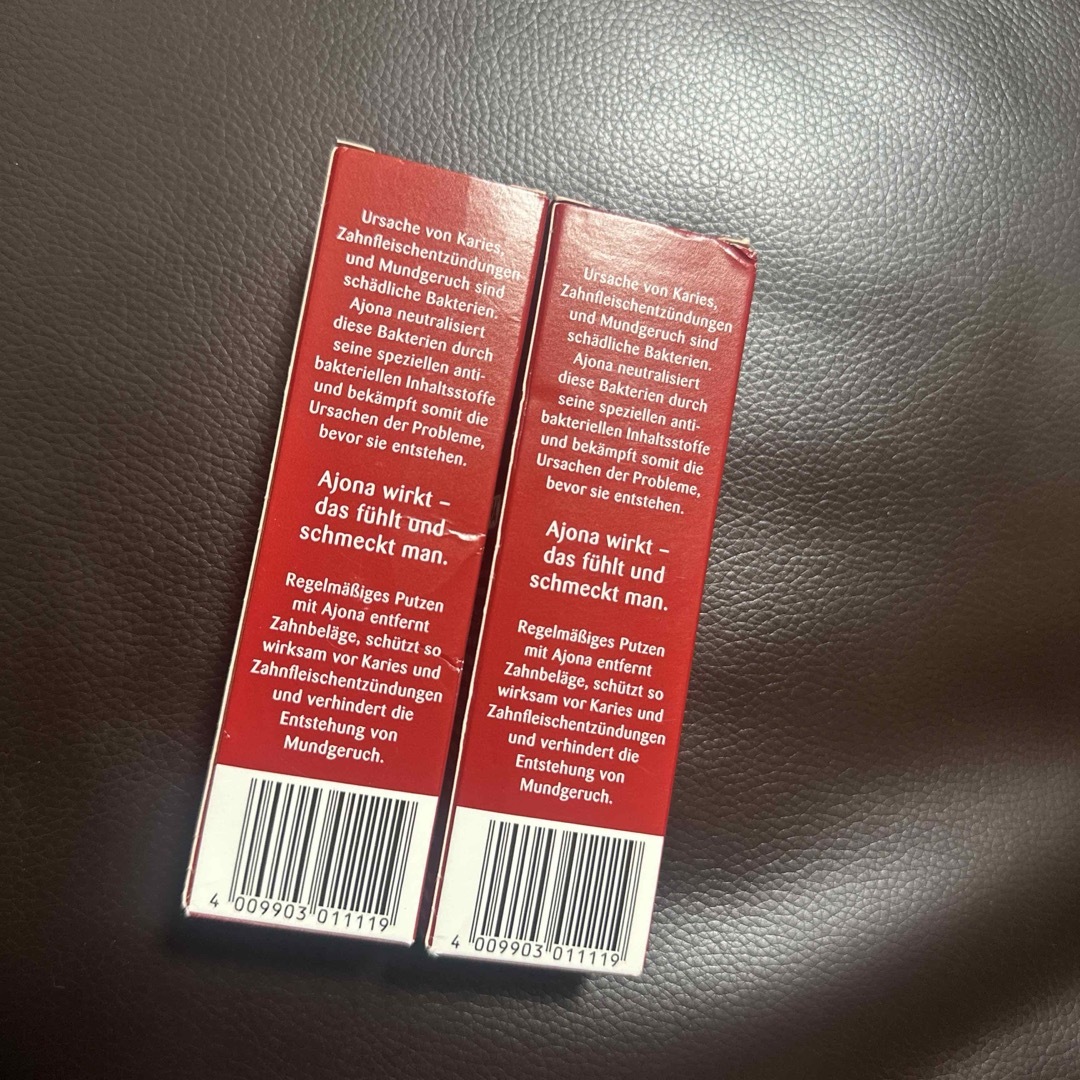 Ursache von Karies,
Zahnfleischentzündungen
und Mundgeruch sind
schädliche Bakterien.
Ajona neutralisiert
diese Bakterien durch
seine speziellen anti-
bakteriellen Inhaltsstoffe
und bekämpft somit die
Ursachen der Probleme,
bevor sie entstehen.
Ajona wirkt –
das fühlt und
schmeckt man.
Regelmäßiges Putzen
mit Ajona entfernt
Zahnbeläge, schützt so
wirksam vor Karies und
Zahnfleischentzündungen
und verhindert die
Entstehung von
Mundgeruch.
4 009903 011119
Ursache von Karies,
Zahnfleischentzündungen
und Mundgeruch sind
schädliche Bakterien.
Ajona neutralisiert
diese Bakterien durch
seine speziellen anti-
bakteriellen Inhaltsstoffe
und bekämpft somit die
Ursachen der Probleme,
bevor sie entstehen.
Ajona wirkt –
das fühlt und
schmeckt man.
Regelmäßiges Putzen
mit Ajona entfernt
Zahnbeläge, schützt so
wirksam vor Karies und
Zahnfleischentzündungen
und verhindert die
Entstehung von
Mundgeruch.
4 009903 011119